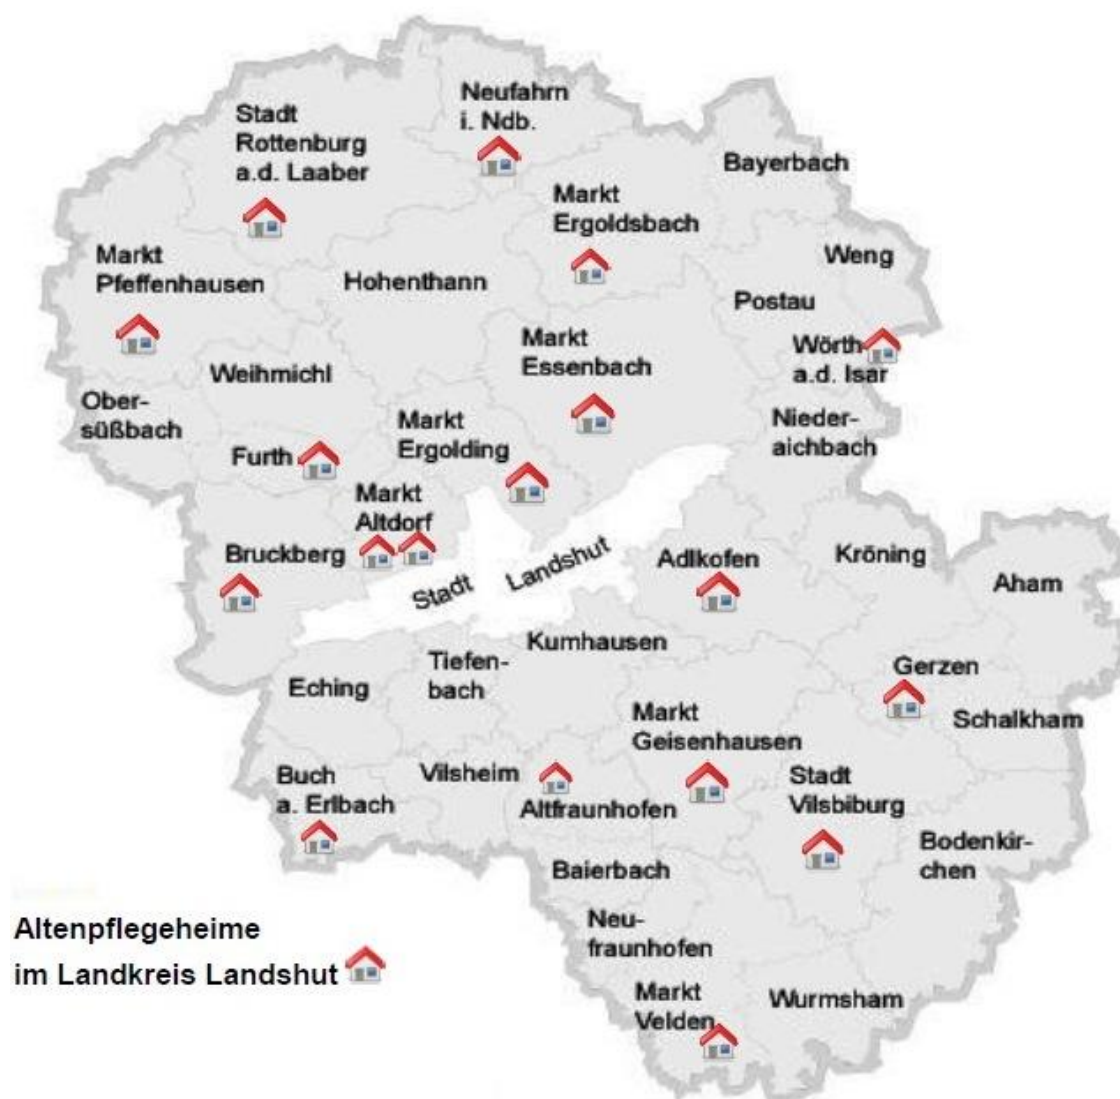 Neufahrn
i. Ndb.
Stadt
Rottenburg
a.d. Laaber
Bayerbach
Markt
Ergoldsbach
Markt
Pfeffenhausen
Hohenthann
Weng
Postau
Markt
Essenbach
Wörth
a.d. Isar
Weihmichl
Ober-
süßbach
Markt
Ergolding
Nieder-
aichbach
Furth
Markt
Altdorf
Bruckberg
Stadt Landshut
Adlkofen
Kröning
Aham
Kumhausen
Tiefen-
bach
Eching
Gerzen
Markt
Geisenhausen
Schalkham
Buch
a. Erlbach
Vilsheim
Altfraunhofen
Stadt
Vilsbiburg
Bodenkir-
chen
Baierbach
Neu-
fraunhofen
Markt
Velden
Wurmsham
Altenpflegeheime
im Landkreis Landshut